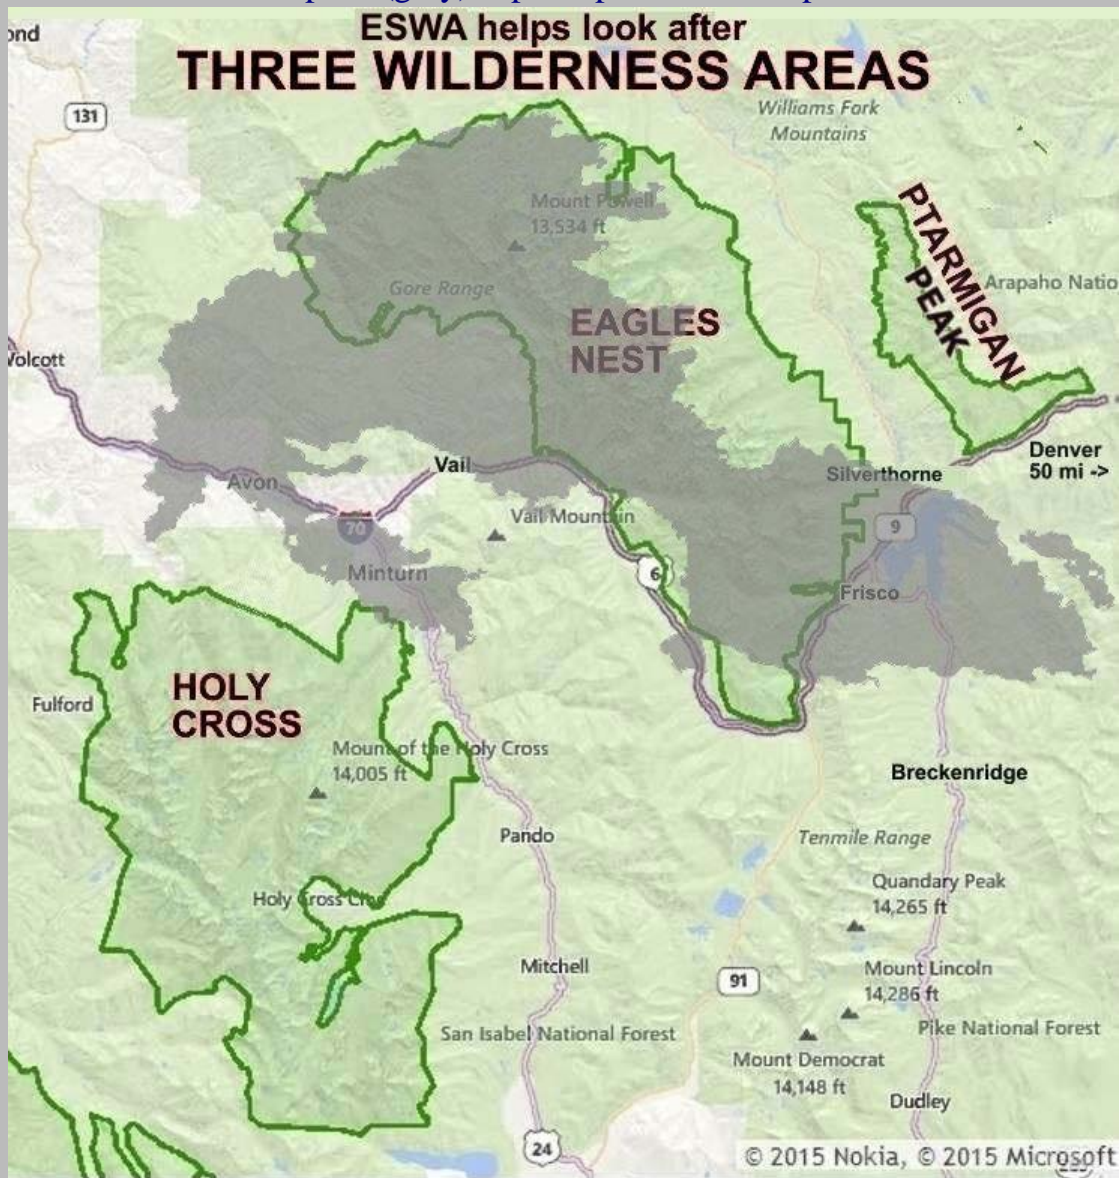 ESWA helps look after
THREE WILDERNESS AREAS
131
Williams Fork
Mountains
Mount Powell
13,534 ft
PTARMIGAN
PEAK
Arapaho Natio
Gore Range
EAGLES
NEST
Wolcott
Denver
50 mi ->
Vail
Silverthorne
Avon
70
Vail Mountain
9
Minturn
6
Frisco
HOLY
CROSS
Fulford
Mount of the Holy Cross
14,005 ft
Breckenridge
Pando
Tenmile Range
Quandary Peak
14,265 ft
Holy Cross
Mitchell
Mount Lincoln
14,286 ft
91
San Isabel National Forest
Pike National Forest
Mount Democrat
14,148 ft
Dudley
24
© 2015 Nokia, © 2015 Microsoft